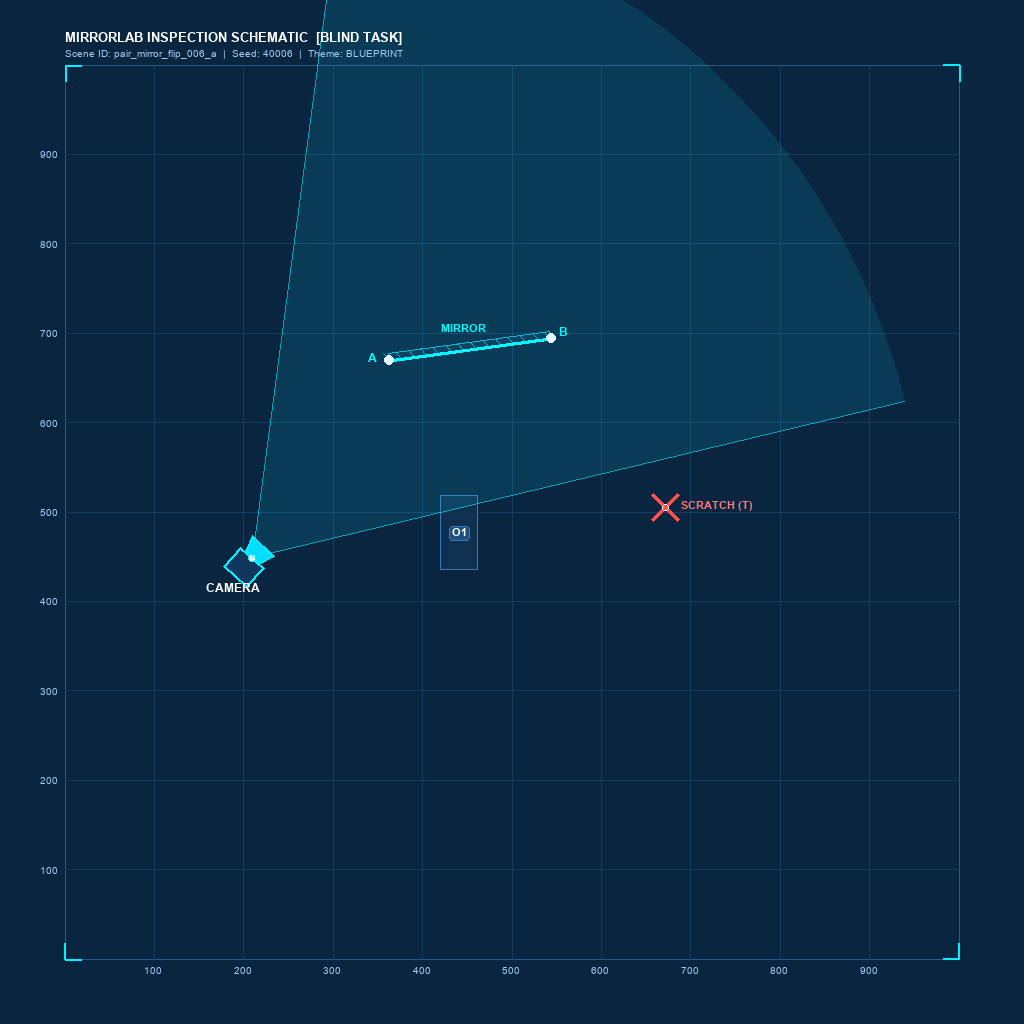 MIRRORLAB INSPECTION SCHEMATIC [BLIND TASK]
Scene ID: pair_mirror_flip_006_a | Seed: 40006 | Theme: BLUEPRINT
900
800
MIRROR
B
700
A
600
SCRATCH (T)
500
O1
CAMERA
400
300
200
100
100 200 300 400 500 600 700 800 900